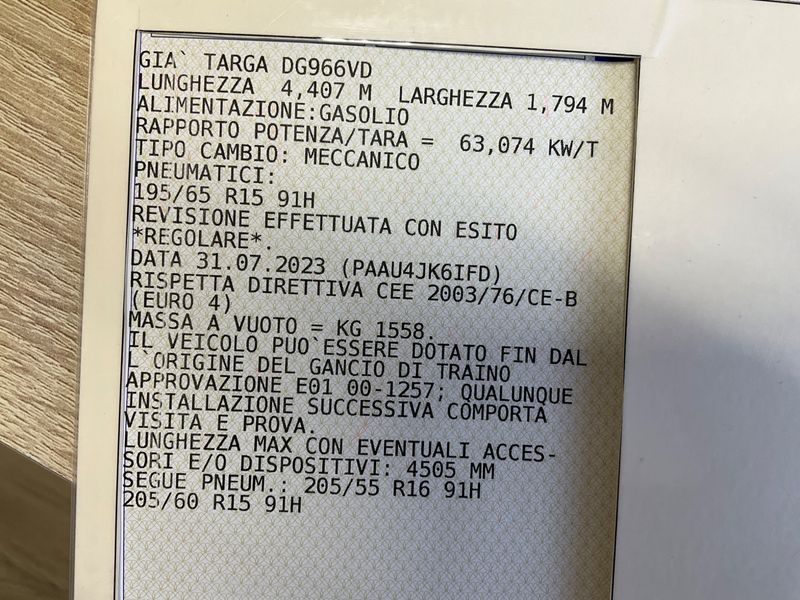 GIA` TARGA DG966VD
LUNGHEZZA 4,407 M LARGHEZZA 1,794 M
ALIMENTAZIONE:GASOLIO
RAPPORTO POTENZA/TARA = 63,074 KW/T
TIPO CAMBIO: MECCANICO
PNEUMATICI:
195/65 R15 91H
REVISIONE EFFETTUATA CON ESITO
*REGOLARE*.
DATA 31.07.2023 (PAAU4JK6IFD)
RISPETTA DIRETTIVA CEE 2003/76/CE-B
(EURO 4)
MASSA A VUOTO = KG 1558.
IL VEICOLO PUO`ESSERE DOTATO FIN DAL
L`ORIGINE DEL GANCIO DI TRAINO
APPROVAZIONE E01 00-1257; QUALUNQUE
INSTALLAZIONE SUCCESSIVA COMPORTA
VISITA E PROVA.
LUNGHEZZA MAX CON EVENTUALI ACCES-
SORI E/O DISPOSITIVI: 4505 MM
SEGUE PNEUM.: 205/55 R16 91H
205/60 R15 91H